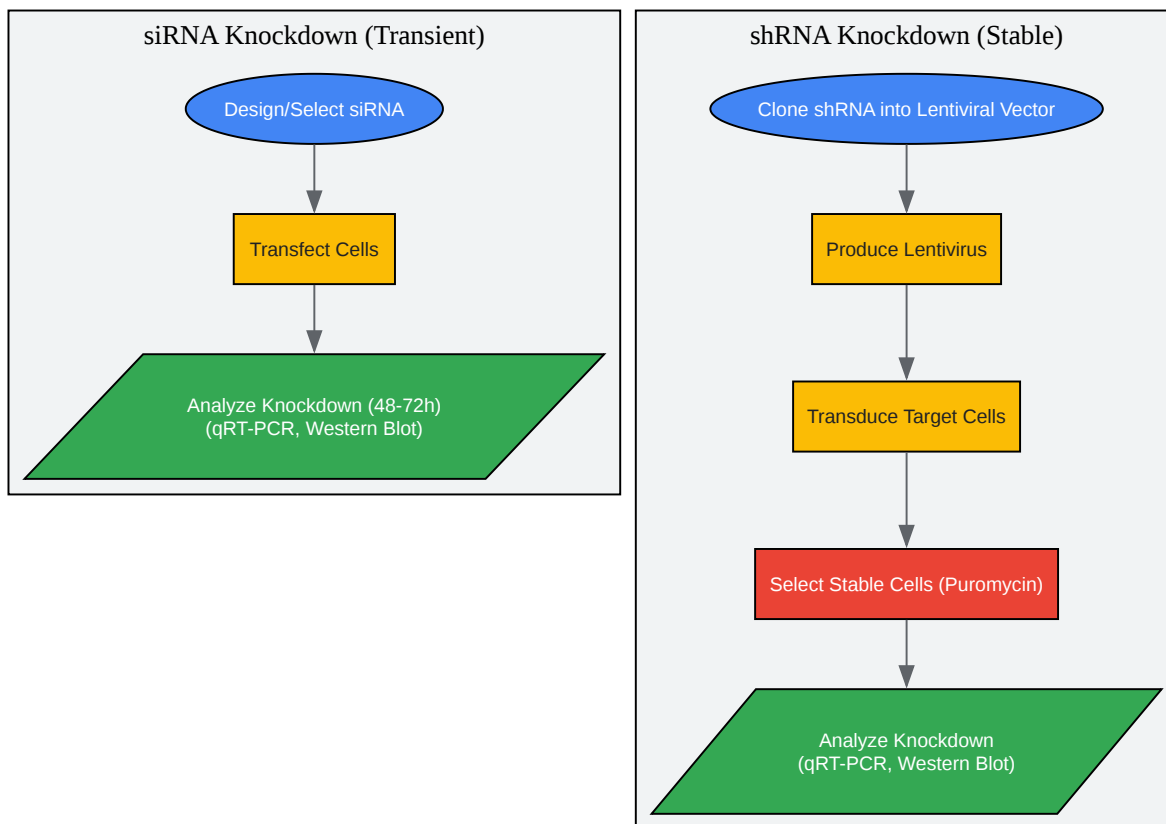 siRNA Knockdown (Transient)
Design/Select siRNA
Transfect Cells
Analyze Knockdown (48-72h)
(qRT-PCR, Western Blot)
shRNA Knockdown (Stable)
Clone shRNA into Lentiviral Vector
Produce Lentivirus
Transduce Target Cells
Select Stable Cells (Puromycin)
Analyze Knockdown
(qRT-PCR, Western Blot)